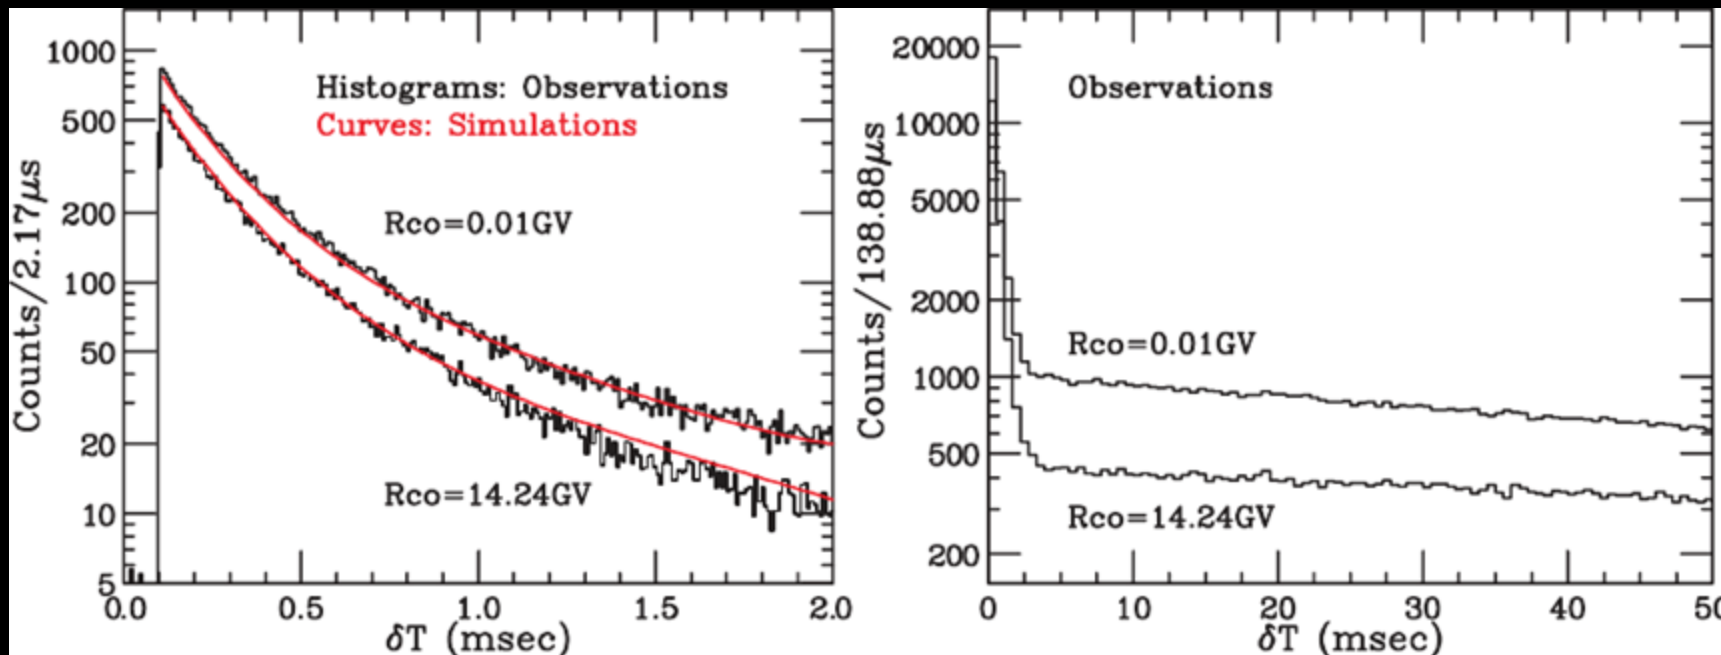 1000
500
200
100
50
20
10
5
Counts/2.17μs
Histograms: Observations
Curves: Simulations
Rco=0.01GV
Rco=14.24GV
0.0 0.5 1.0 1.5 2.0
δT (msec)
20000
10000
5000
2000
1000
500
200
Counts/138.88μs
Observations
Rco=0.01GV
Rco=14.24GV
0 10 20 30 40 50
δT (msec)